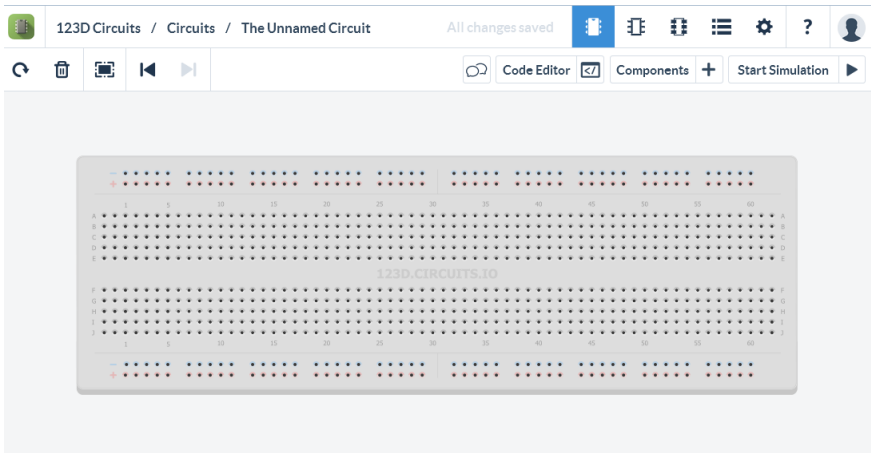 123D Circuits / Circuits / The Unnamed Circuit All changes saved ?
Code Editor Components + Start Simulation
−
+
1 5 10 15 20 25 30 35 40 45 50 55 60
A A
B B
C C
D D
E E
123D.CIRCUITS.IO
F F
G G
H H
I I
J J
1 5 10 15 20 25 30 35 40 45 50 55 60
−
+